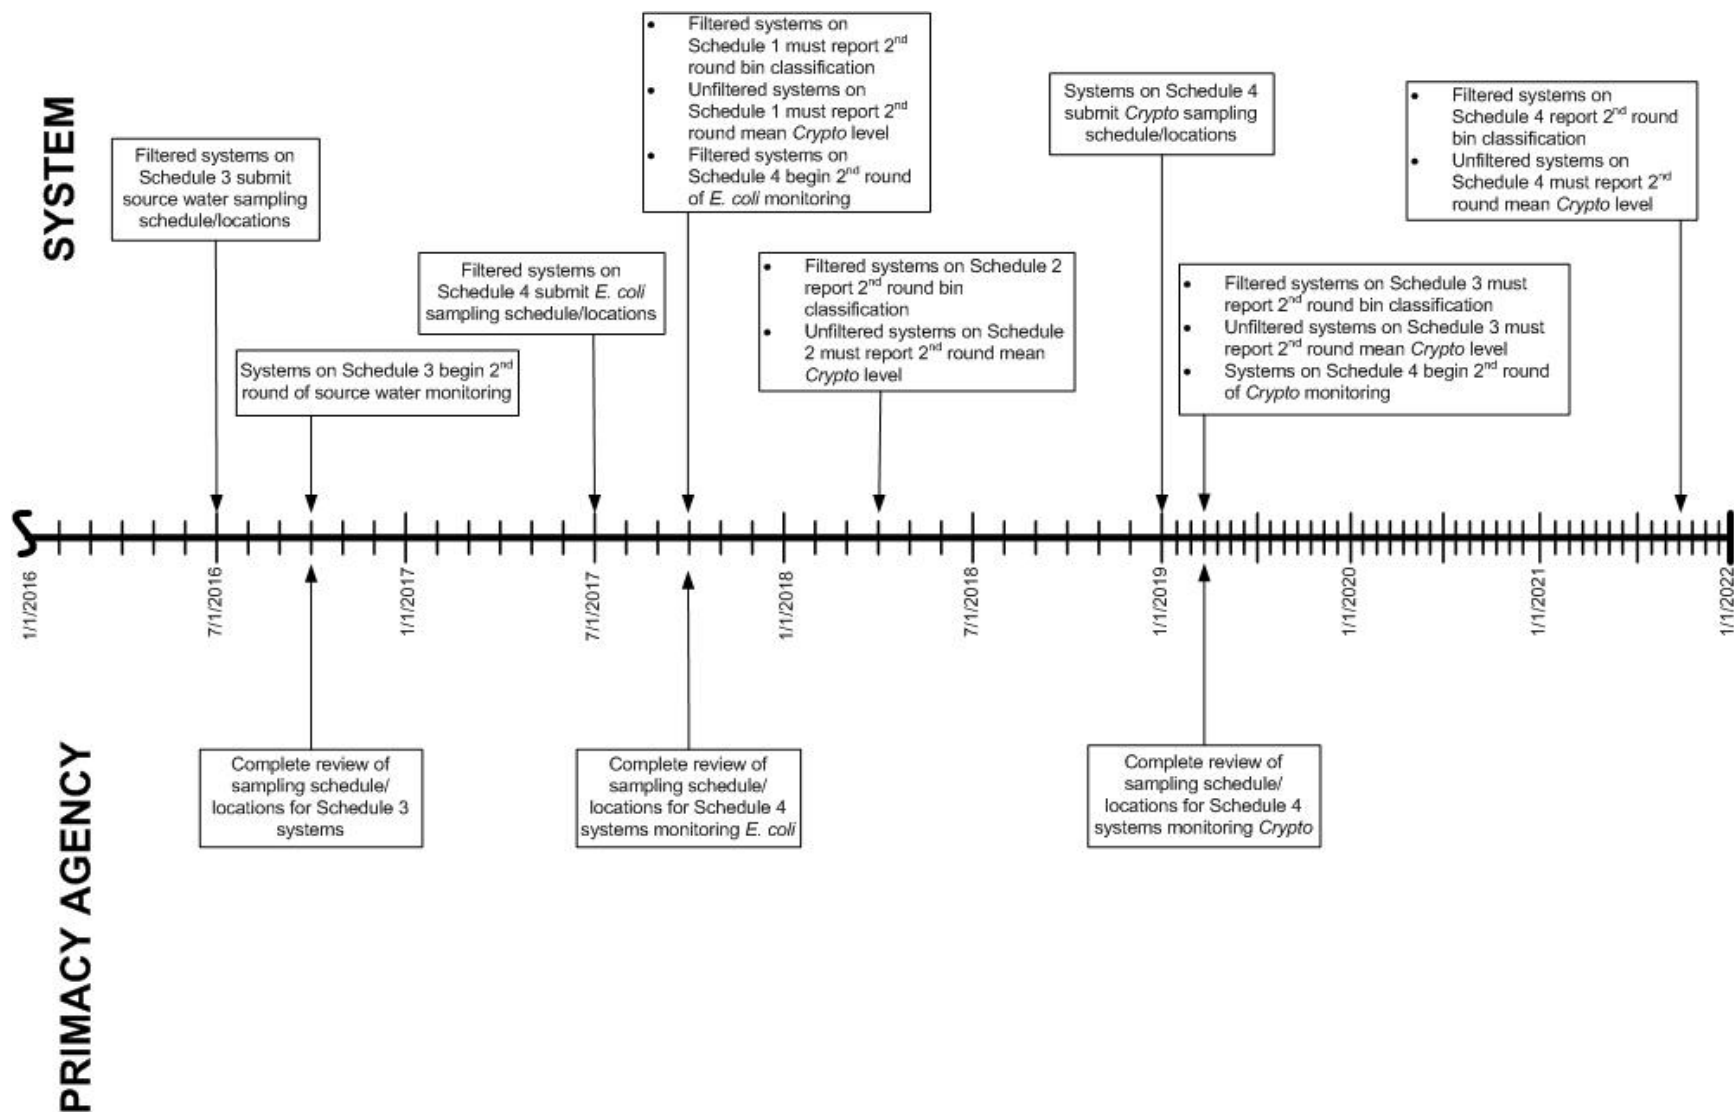 SYSTEM
Filtered systems on
Schedule 3 submit
source water sampling
schedule/locations
Systems on Schedule 3 begin 2nd
round of source water monitoring
Filtered systems on
Schedule 4 submit E. coli
sampling schedule/locations
• Filtered systems on
Schedule 1 must report 2nd
round bin classification
• Unfiltered systems on
Schedule 1 must report 2nd
round mean Crypto level
• Filtered systems on
Schedule 4 begin 2nd round
of E. coli monitoring
• Filtered systems on Schedule 2
report 2nd round bin
classification
• Unfiltered systems on Schedule
2 must report 2nd round mean
Crypto level
Systems on Schedule 4
submit Crypto sampling
schedule/locations
• Filtered systems on Schedule 3 must
report 2nd round bin classification
• Unfiltered systems on Schedule 3 must
report 2nd round mean Crypto level
• Systems on Schedule 4 begin 2nd round
of Crypto monitoring
• Filtered systems on
Schedule 4 report 2nd round
bin classification
• Unfiltered systems on
Schedule 4 must report 2nd
round mean Crypto level
1/1/2016
7/1/2016
1/1/2017
7/1/2017
1/1/2018
7/1/2018
1/1/2019
1/1/2020
1/1/2021
1/1/2022
PRIMACY AGENCY
Complete review of
sampling schedule/
locations for Schedule 3
systems
Complete review of
sampling schedule/
locations for Schedule 4
systems monitoring E. coli
Complete review of
sampling schedule/
locations for Schedule 4
systems monitoring Crypto